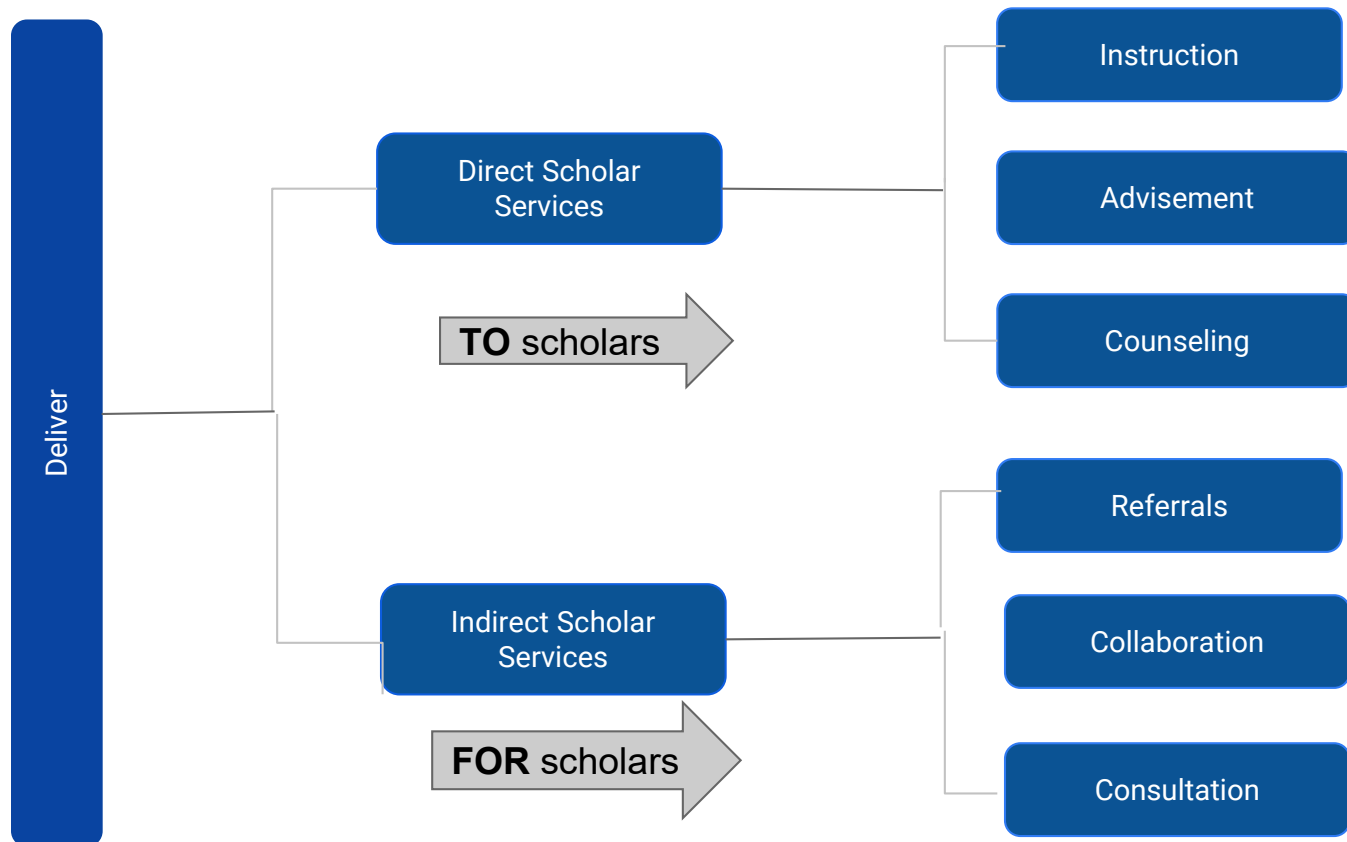 Deliver
Direct Scholar
Services
TO scholars
Instruction
Advisement
Counseling
Indirect Scholar
Services
FOR scholars
Referrals
Collaboration
Consultation